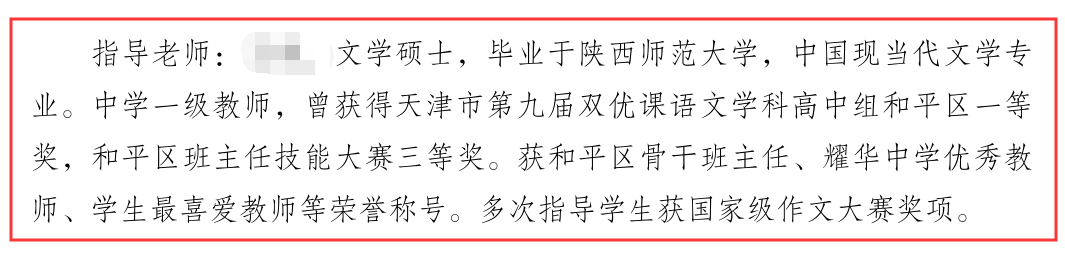 指导老师：文学硕士，毕业于陕西师范大学，中国现当代文学专
业。中学一级教师，曾获得天津市第九届双优课语文学科高中组和平区一等
奖，和平区班主任技能大赛三等奖。获和平区骨干班主任、耀华中学优秀教
师、学生最喜爱教师等荣誉称号。多次指导学生获国家级作文大赛奖项。